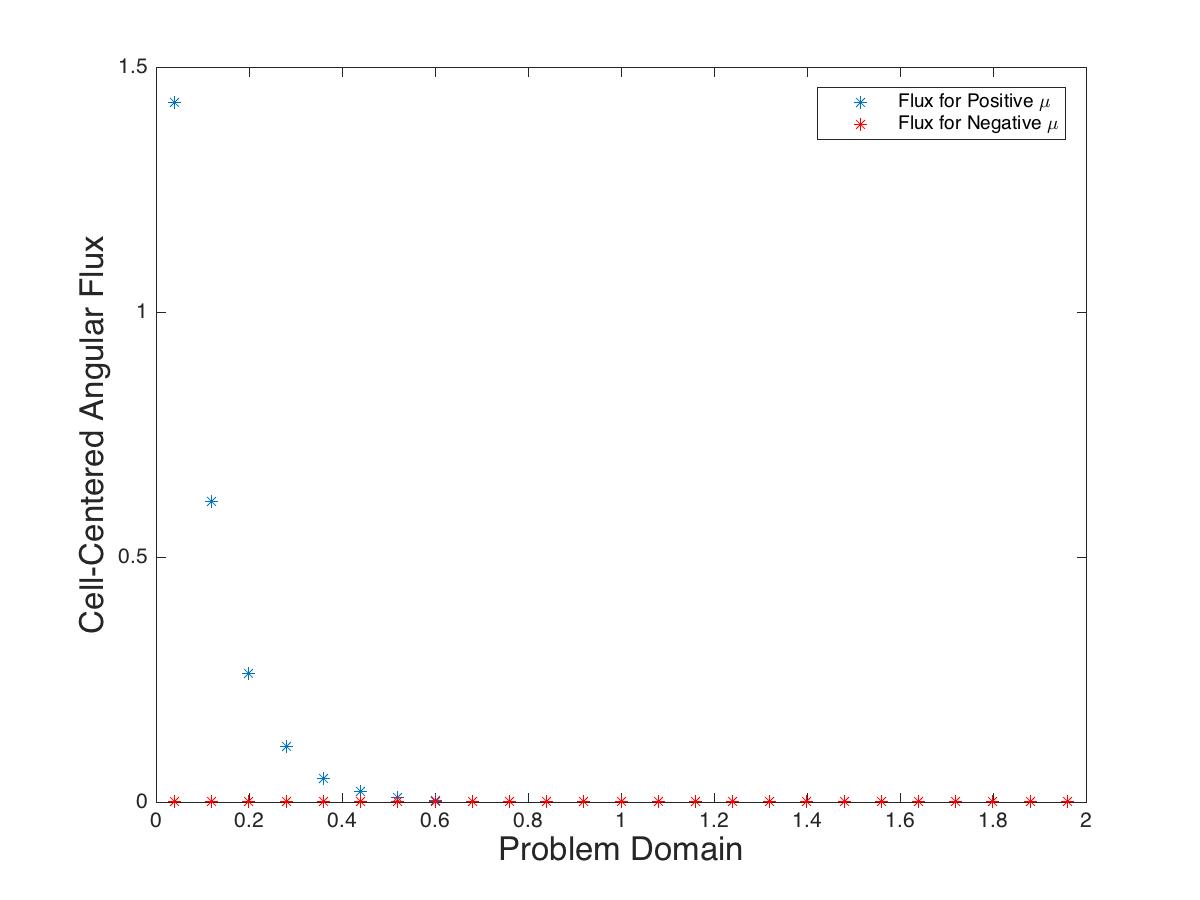 1.5
1
0.5
0
Cell-Centered Angular Flux
Flux for Positive μ
Flux for Negative μ
0 0.2 0.4 0.6 0.8 1 1.2 1.4 1.6 1.8 2
Problem Domain